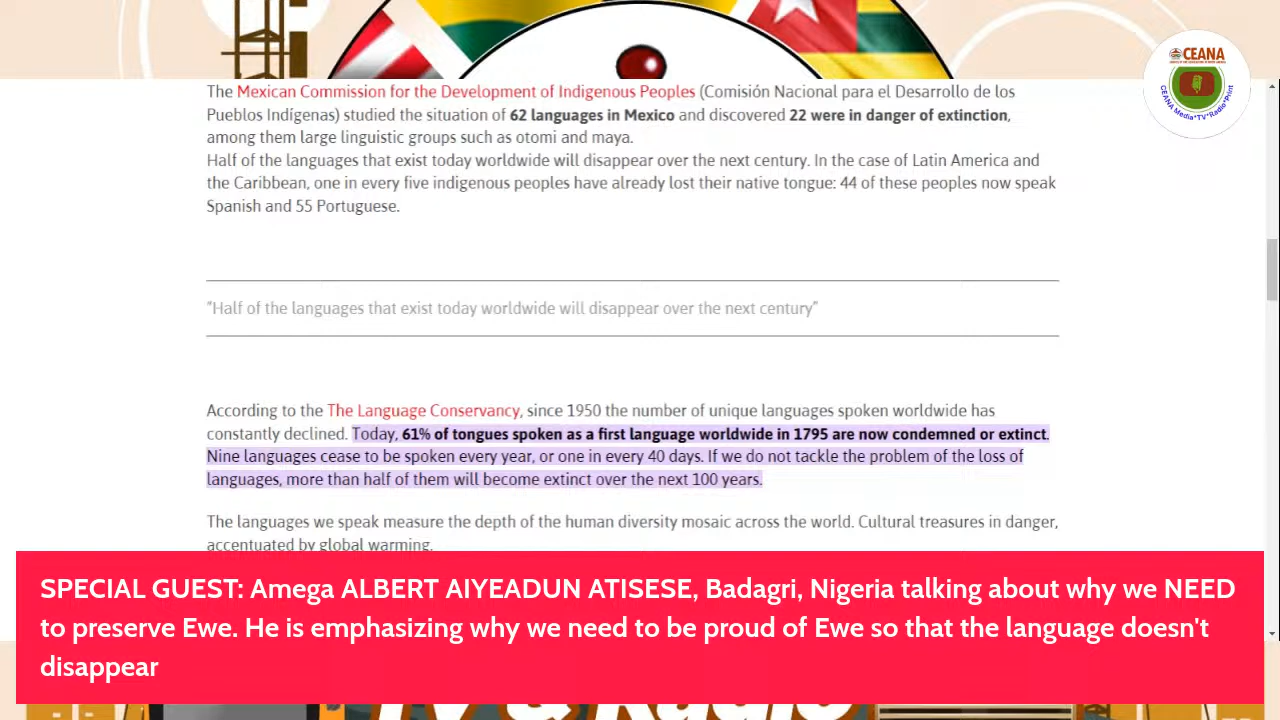 CEANA
CEANA Media*TV*Radio*Print
The Mexican Commission for the Development of Indigenous Peoples (Comisión Nacional para el Desarrollo de los
Pueblos Indígenas) studied the situation of 62 languages in Mexico and discovered 22 were in danger of extinction,
among them large linguistic groups such as otomi and maya.
Half of the languages that exist today worldwide will disappear over the next century. In the case of Latin America and
the Caribbean, one in every five indigenous peoples have already lost their native tongue: 44 of these peoples now speak
Spanish and 55 Portuguese.
"Half of the languages that exist today worldwide will disappear over the next century"
According to the The Language Conservancy, since 1950 the number of unique languages spoken worldwide has
constantly declined. Today, 61% of tongues spoken as a first language worldwide in 1795 are now condemned or extinct.
Nine languages cease to be spoken every year, or one in every 40 days. If we do not tackle the problem of the loss of
languages, more than half of them will become extinct over the next 100 years.
The languages we speak measure the depth of the human diversity mosaic across the world. Cultural treasures in danger,
accentuated by global warming.
SPECIAL GUEST: Amega ALBERT AIYEADUN ATISESE, Badagri, Nigeria talking about why we NEED
to preserve Ewe. He is emphasizing why we need to be proud of Ewe so that the language doesn't
disappear
TV & Radio